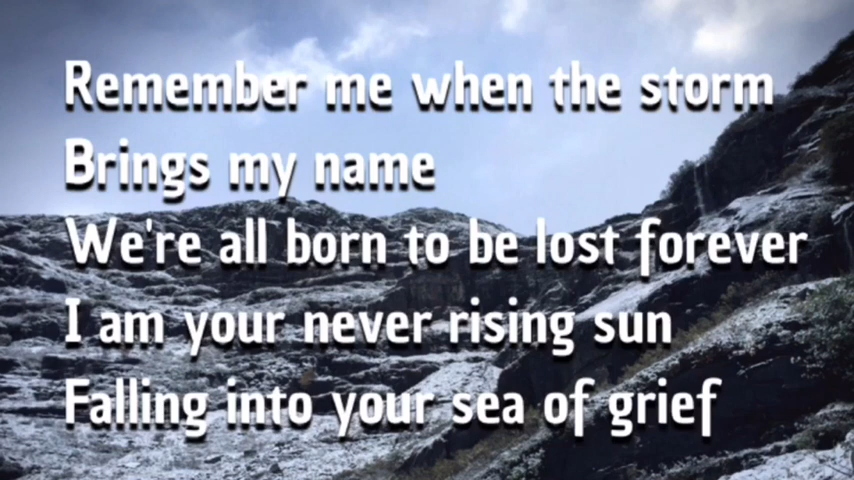 Remember me when the storm
Brings my name
We're all born to be lost forever
I am your never rising sun
Falling into your sea of grief